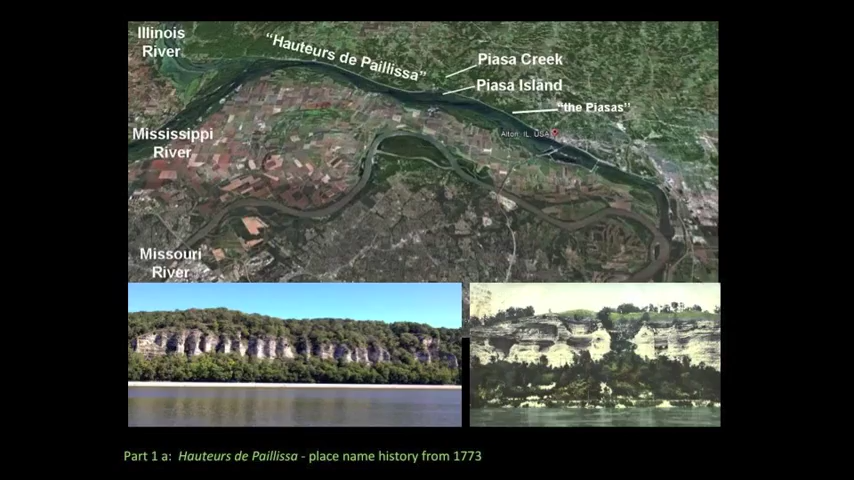 Illinois
River
"Hauteurs de Paillissa"
Piasa Creek
Piasa Island
"the Piasas"
Alton, IL, USA
Mississippi
River
Missouri
River
Part 1 a: Hauteurs de Paillissa - place name history from 1773